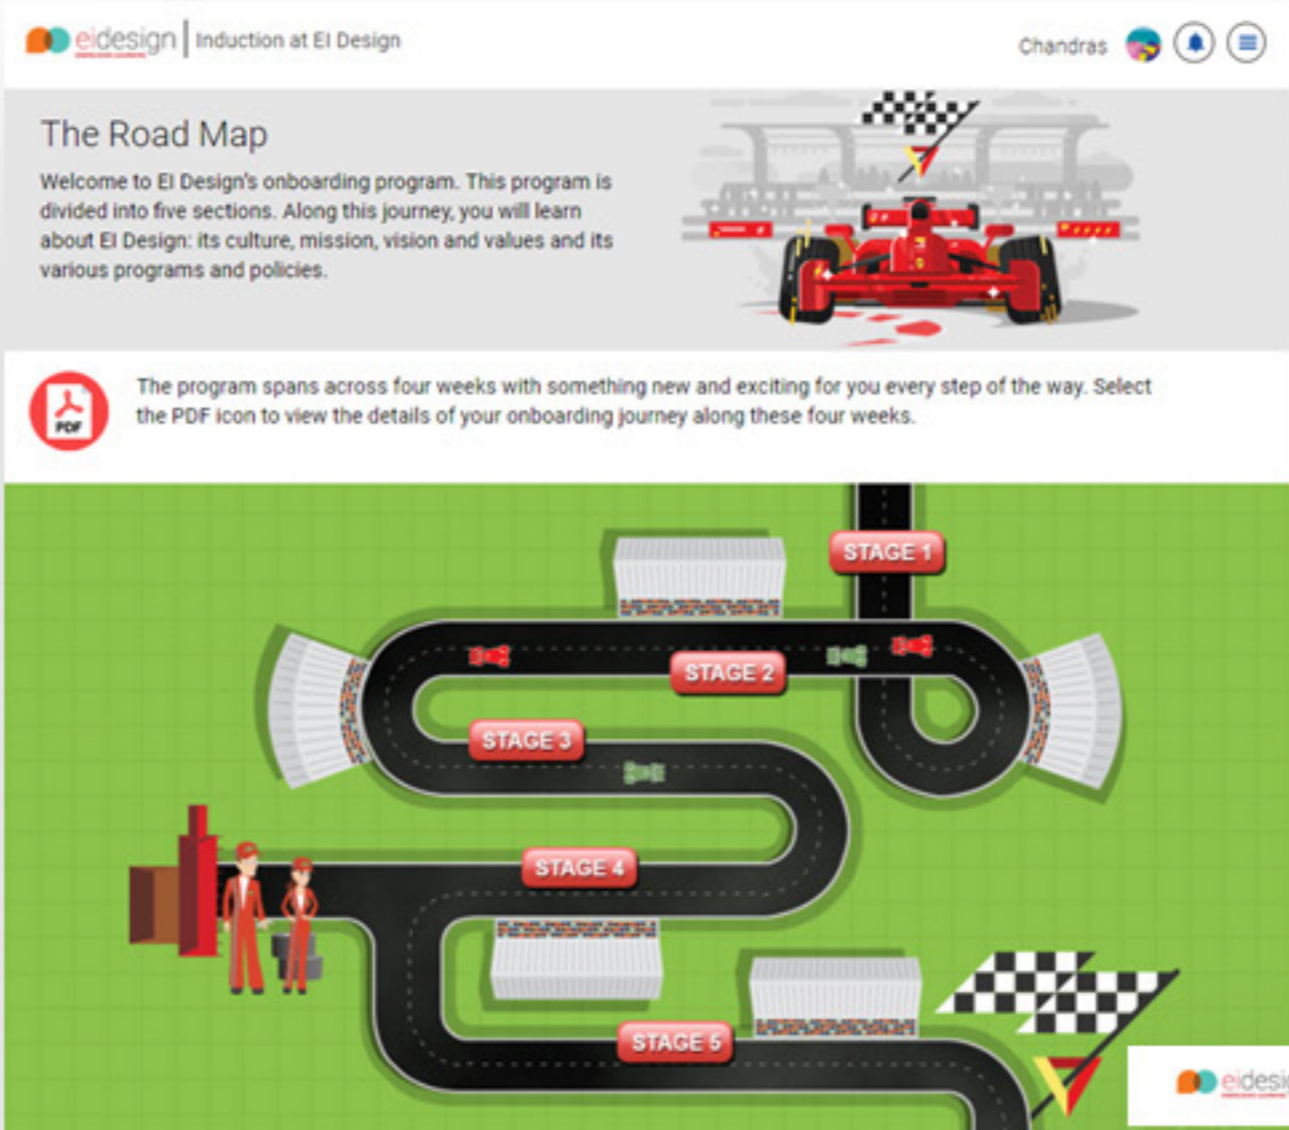 eidesign
Induction at EI Design
Chandras
The Road Map
Welcome to EI Design's onboarding program. This program is
divided into five sections. Along this journey, you will learn
about EI Design: its culture, mission, vision and values and its
various programs and policies.
PDF
The program spans across four weeks with something new and exciting for you every step of the way. Select
the PDF icon to view the details of your onboarding journey along these four weeks.
STAGE 1
STAGE 2
STAGE 3
STAGE 4
STAGE 5
eidesi